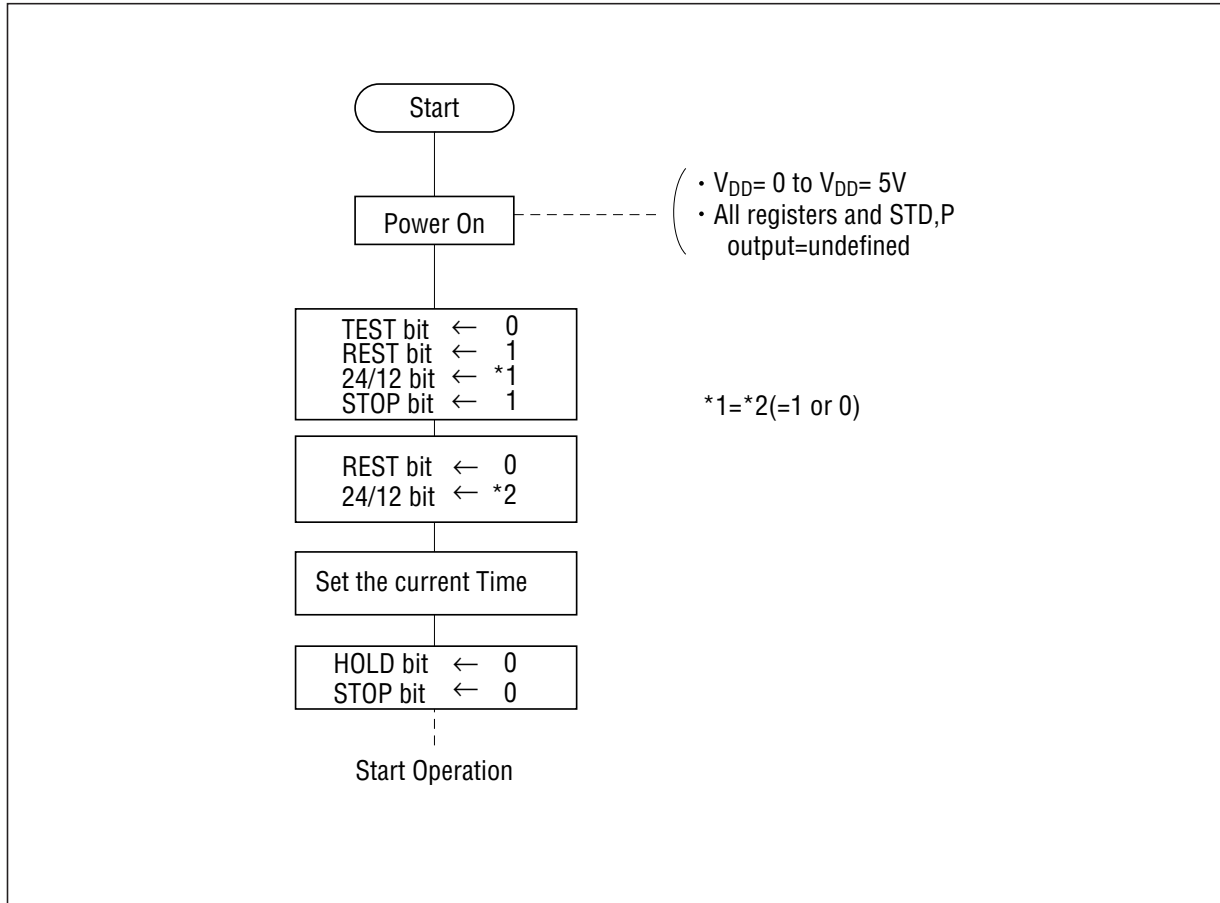 Start
Power On
・VDD= 0 to VDD= 5V
・All registers and STD,P
output=undefined
TEST bit ← 0
REST bit ← 1
24/12 bit ← *1
STOP bit ← 1
*1=*2(=1 or 0)
REST bit ← 0
24/12 bit ← *2
Set the current Time
HOLD bit ← 0
STOP bit ← 0
Start Operation